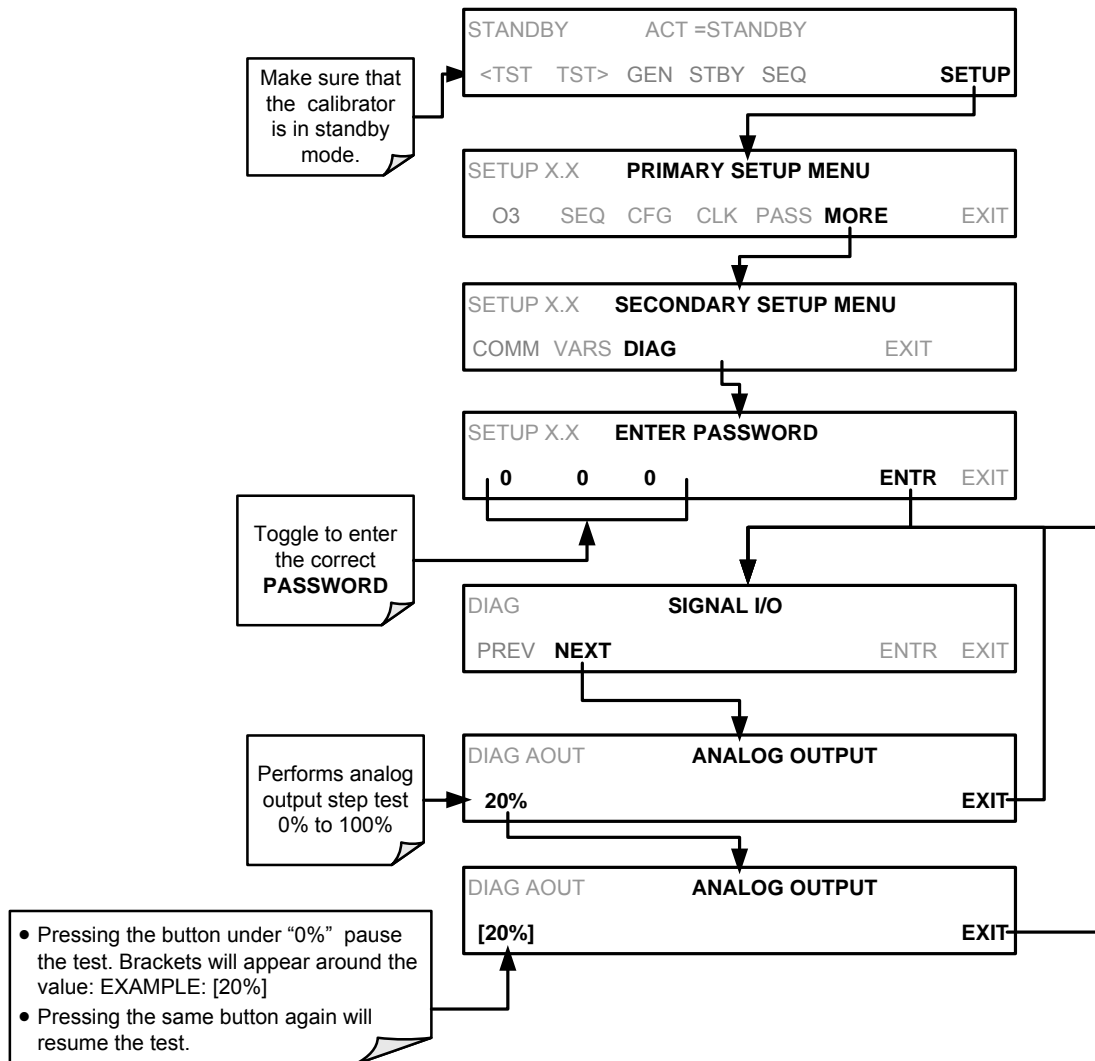 STANDBY ACT =STANDBY
<TST TST> GEN STBY SEQ SETUP
Make sure that
the calibrator
is in standby
mode.
SETUP X.X PRIMARY SETUP MENU
O3 SEQ CFG CLK PASS MORE EXIT
SETUP X.X SECONDARY SETUP MENU
COMM VARS DIAG EXIT
SETUP X.X ENTER PASSWORD
0 0 0 ENTR EXIT
Toggle to enter
the correct
PASSWORD
DIAG SIGNAL I/O
PREV NEXT ENTR EXIT
DIAG AOUT ANALOG OUTPUT
20% EXIT
Performs analog
output step test
0% to 100%
DIAG AOUT ANALOG OUTPUT
[20%] EXIT
• Pressing the button under “0%” pause
the test. Brackets will appear around the
value: EXAMPLE: [20%]
• Pressing the same button again will
resume the test.